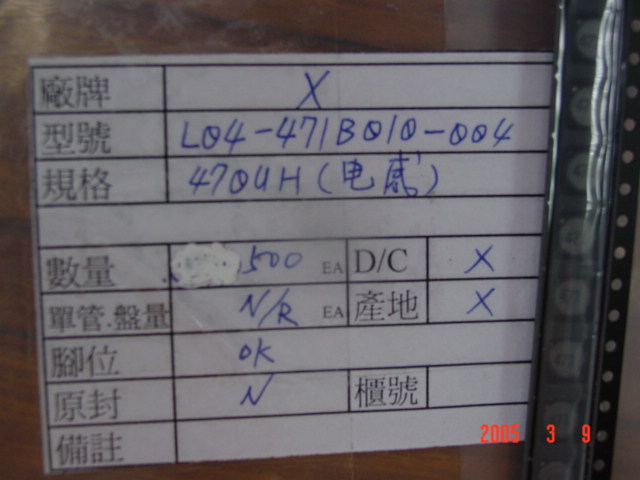 廠牌 X
型號 L04-471B010-004
規格 470UH(电感)
數量 500 EA D/C X
單管.盤量 N/R EA 產地 X
腳位 OK
原封 N 櫃號
備註
2005 3 9